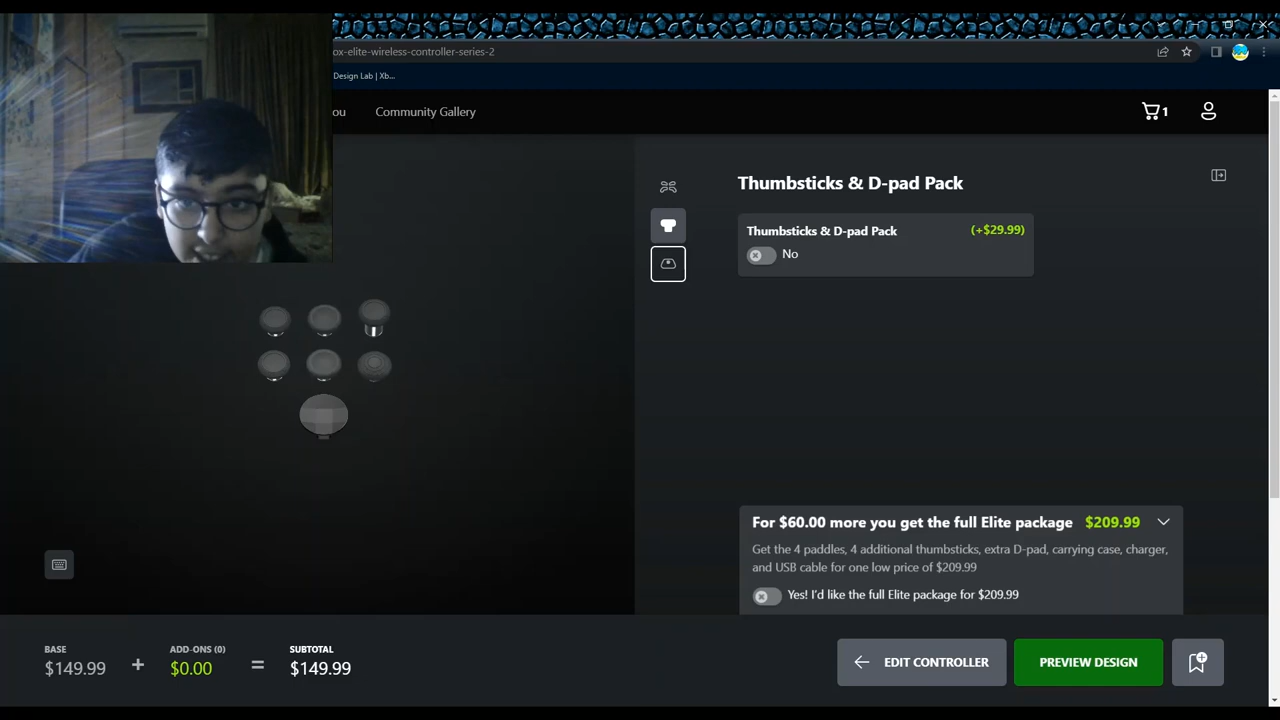 ox-elite-wireless-controller-series-2
Design Lab | Xb...
ou
Community Gallery
1
Thumbsticks & D-pad Pack
Thumbsticks & D-pad Pack (+$29.99)
No
For $60.00 more you get the full Elite package $209.99
Get the 4 paddles, 4 additional thumbsticks, extra D-pad, carrying case, charger,
and USB cable for one low price of $209.99
Yes! I'd like the full Elite package for $209.99
BASE ADD-ONS (0) SUBTOTAL
$149.99 + $0.00 = $149.99
EDIT CONTROLLER
PREVIEW DESIGN